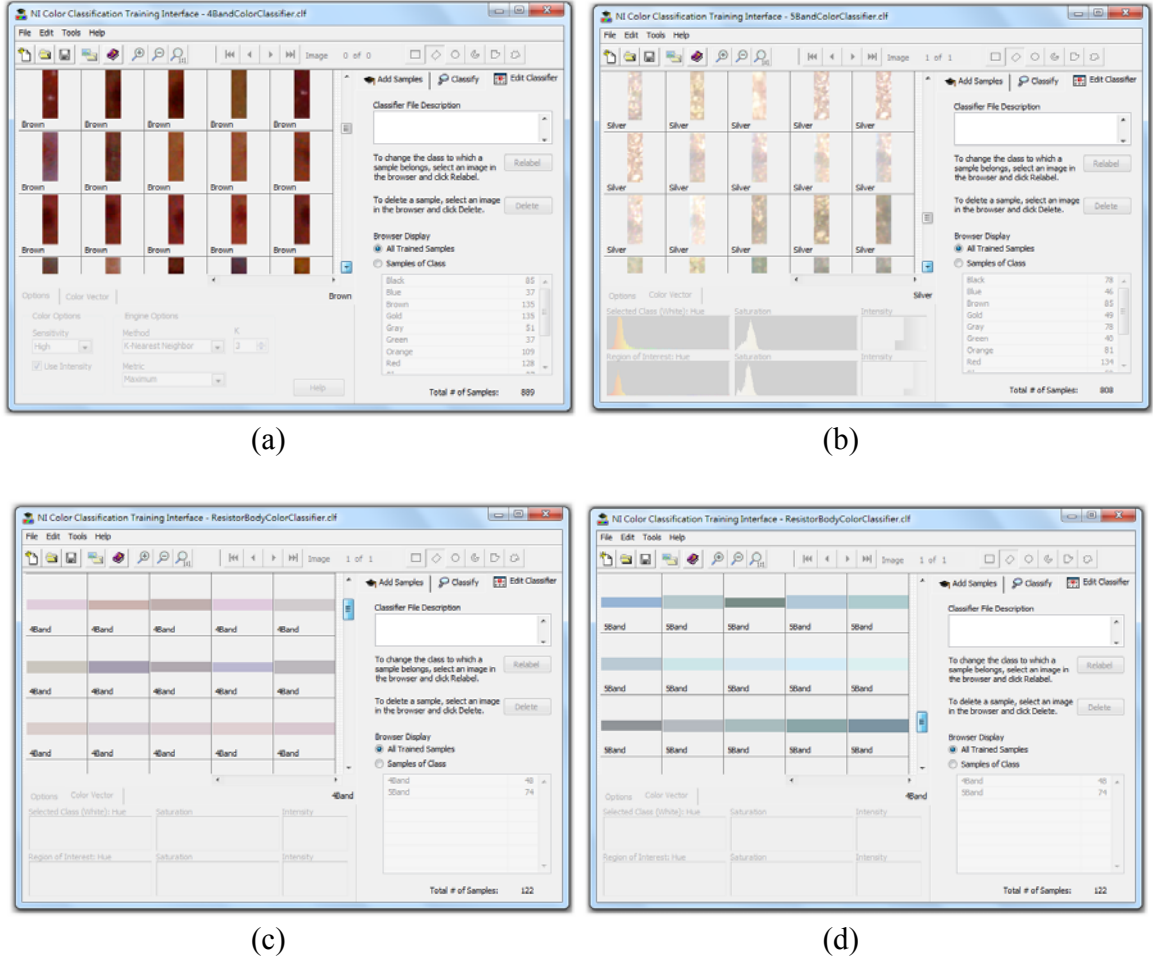 NI Color Classification Training Interface - 4BandColorClassifier.clf
File Edit Tools Help
Image 0 of 0
Brown Brown Brown Brown Brown
Brown Brown Brown Brown Brown
Brown Brown Brown Brown Brown
Brown
Options Color Vector
Color Options Engine Options
Sensitivity Method K
High K-Nearest Neighbor 3
Use Intensity Metric
Maximum
Help
Add Samples Classify Edit Classifier
Classifier File Description
To change the class to which a
sample belongs, select an image in
the browser and click Relabel.
Relabel
To delete a sample, select an image
in the browser and click Delete.
Delete
Browser Display
All Trained Samples
Samples of Class
Black 85
Blue 37
Brown 135
Gold 135
Gray 51
Green 37
Orange 109
Red 128
Total # of Samples: 889
(a)
NI Color Classification Training Interface - 5BandColorClassifier.clf
File Edit Tools Help
Image 1 of 1
Silver Silver Silver Silver Silver
Silver Silver Silver Silver Silver
Silver Silver Silver Silver Silver
Silver
Options Color Vector
Selected Class (White): Hue Saturation Intensity
Region of Interest: Hue Saturation Intensity
Add Samples Classify Edit Classifier
Classifier File Description
To change the class to which a
sample belongs, select an image in
the browser and click Relabel.
Relabel
To delete a sample, select an image
in the browser and click Delete.
Delete
Browser Display
All Trained Samples
Samples of Class
Black 78
Blue 46
Brown 85
Gold 49
Gray 78
Green 40
Orange 81
Red 134
Total # of Samples: 808
(b)
NI Color Classification Training Interface - ResistorBodyColorClassifier.clf
File Edit Tools Help
Image 1 of 1
4Band 4Band 4Band 4Band 4Band
4Band 4Band 4Band 4Band 4Band
4Band 4Band 4Band 4Band 4Band
4Band
Options Color Vector
Selected Class (White): Hue Saturation Intensity
Region of Interest: Hue Saturation Intensity
Add Samples Classify Edit Classifier
Classifier File Description
To change the class to which a
sample belongs, select an image in
the browser and click Relabel.
Relabel
To delete a sample, select an image
in the browser and click Delete.
Delete
Browser Display
All Trained Samples
Samples of Class
4Band 48
5Band 74
Total # of Samples: 122
(c)
NI Color Classification Training Interface - ResistorBodyColorClassifier.clf
File Edit Tools Help
Image 1 of 1
5Band 5Band 5Band 5Band 5Band
5Band 5Band 5Band 5Band 5Band
5Band 5Band 5Band 5Band 5Band
4Band
Options Color Vector
Selected Class (White): Hue Saturation Intensity
Region of Interest: Hue Saturation Intensity
Add Samples Classify Edit Classifier
Classifier File Description
To change the class to which a
sample belongs, select an image in
the browser and click Relabel.
Relabel
To delete a sample, select an image
in the browser and click Delete.
Delete
Browser Display
All Trained Samples
Samples of Class
4Band 48
5Band 74
Total # of Samples: 122
(d)